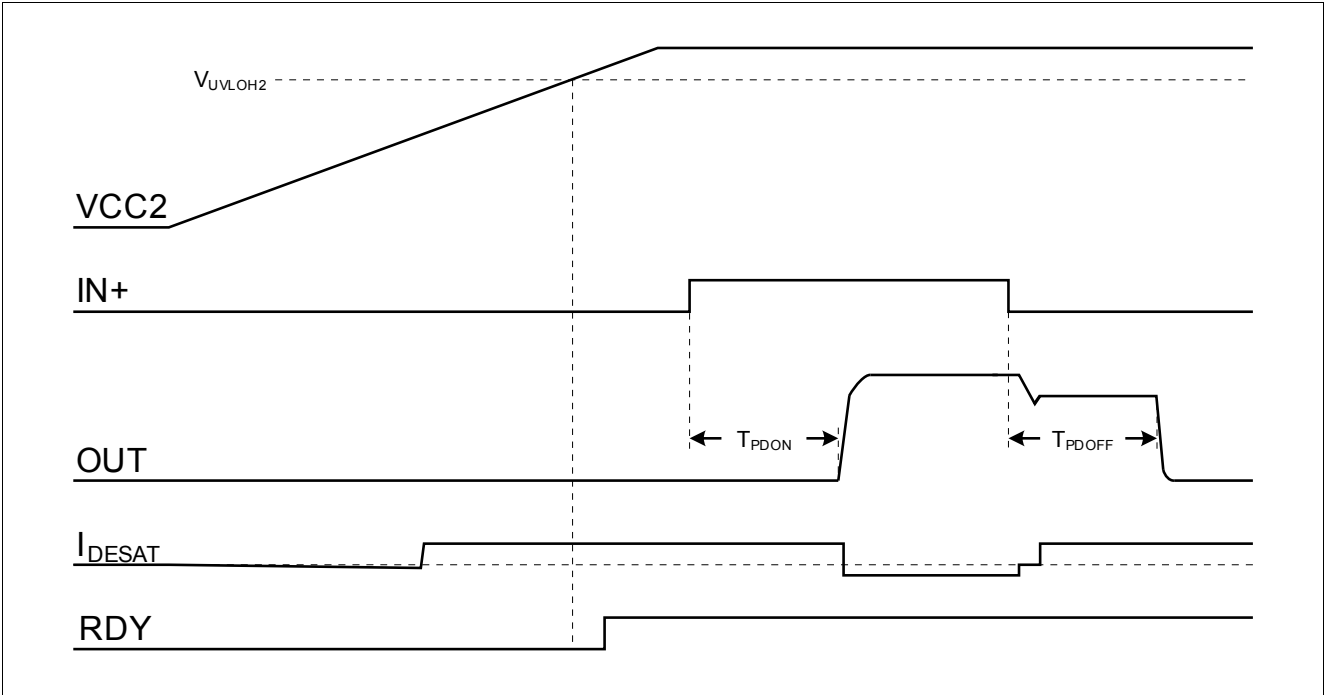 VUVLOH2
VCC2
IN+
TPDON
TPDOFF
OUT
IDESAT
RDY